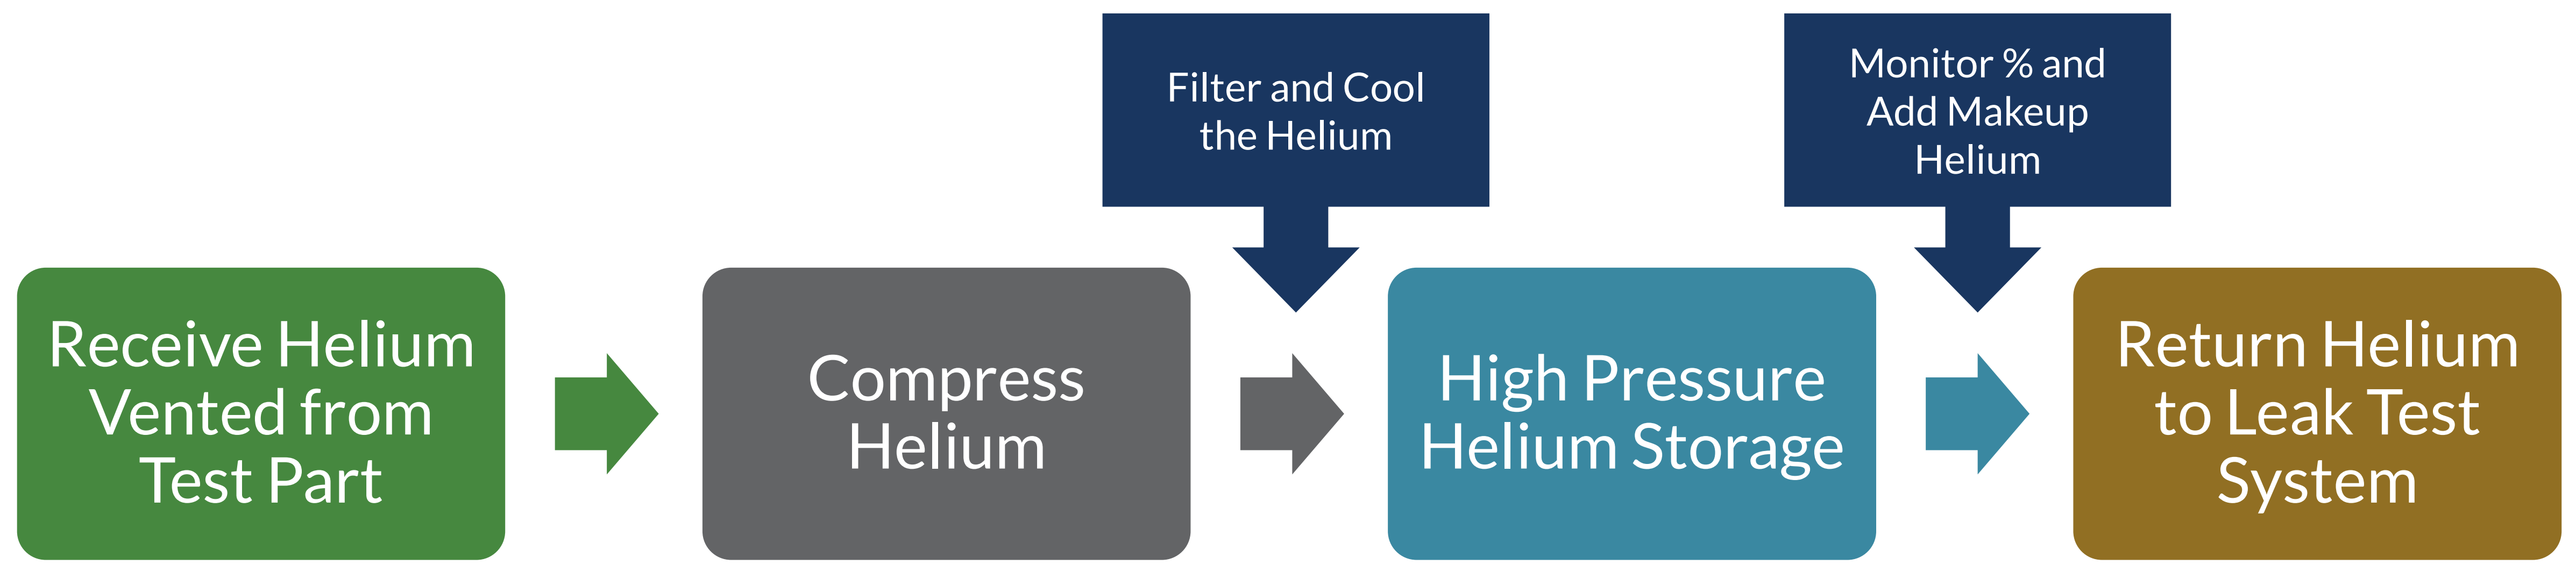 Filter and Cool
the Helium
Monitor % and
Add Makeup
Helium
Receive Helium
Vented from
Test Part
Compress
Helium
High Pressure
Helium Storage
Return Helium
to Leak Test
System